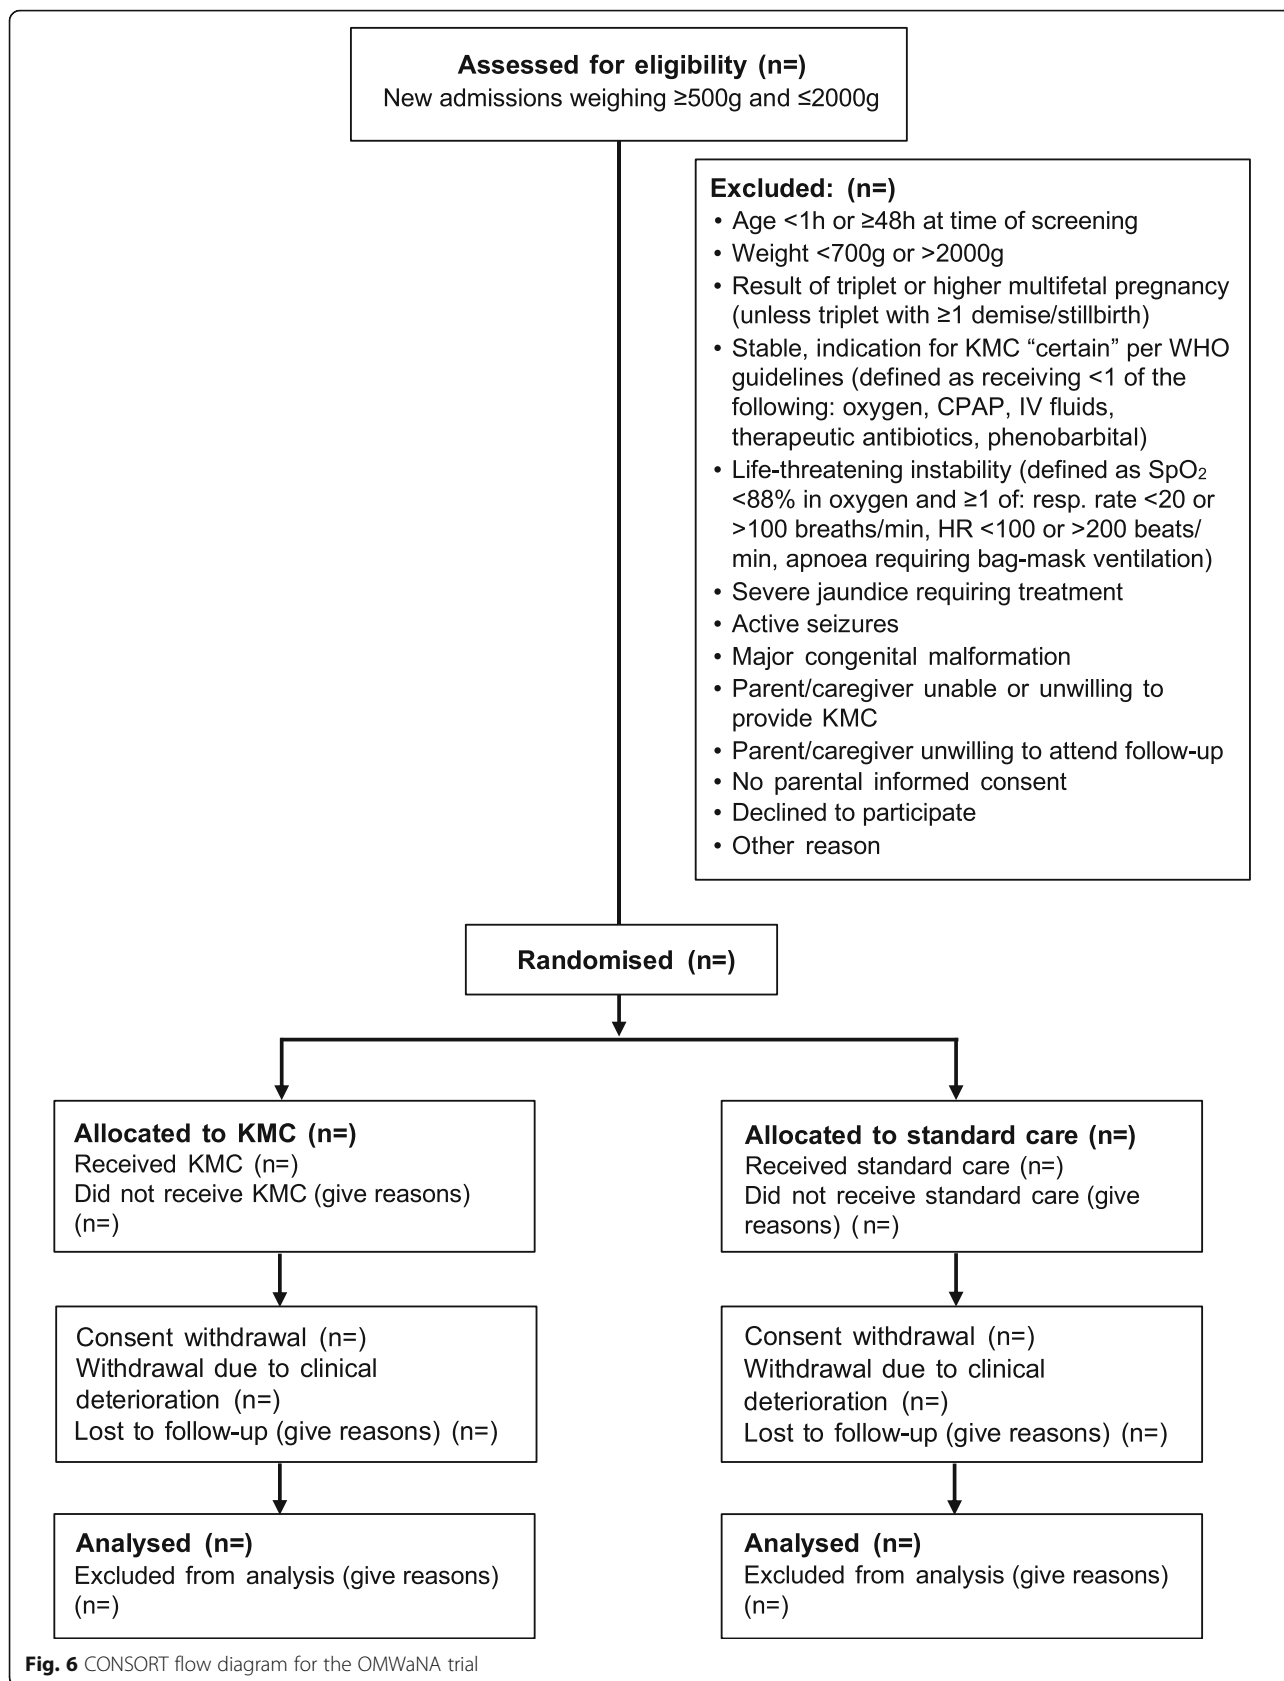 Assessed for eligibility (n=)
New admissions weighing ≥500g and ≤2000g
Excluded: (n=)
• Age <1h or ≥48h at time of screening
• Weight <700g or >2000g
• Result of triplet or higher multifetal pregnancy
(unless triplet with ≥1 demise/stillbirth)
• Stable, indication for KMC “certain” per WHO
guidelines (defined as receiving <1 of the
following: oxygen, CPAP, IV fluids,
therapeutic antibiotics, phenobarbital)
• Life-threatening instability (defined as SpO₂
<88% in oxygen and ≥1 of: resp. rate <20 or
>100 breaths/min, HR <100 or >200 beats/
min, apnoea requiring bag-mask ventilation)
• Severe jaundice requiring treatment
• Active seizures
• Major congenital malformation
• Parent/caregiver unable or unwilling to
provide KMC
• Parent/caregiver unwilling to attend follow-up
• No parental informed consent
• Declined to participate
• Other reason
Randomised (n=)
Allocated to KMC (n=)
Received KMC (n=)
Did not receive KMC (give reasons)
(n=)
Allocated to standard care (n=)
Received standard care (n=)
Did not receive standard care (give
reasons) (n=)
Consent withdrawal (n=)
Withdrawal due to clinical
deterioration (n=)
Lost to follow-up (give reasons) (n=)
Consent withdrawal (n=)
Withdrawal due to clinical
deterioration (n=)
Lost to follow-up (give reasons) (n=)
Analysed (n=)
Excluded from analysis (give reasons)
(n=)
Analysed (n=)
Excluded from analysis (give reasons)
(n=)
Fig. 6 CONSORT flow diagram for the OMWaNA trial